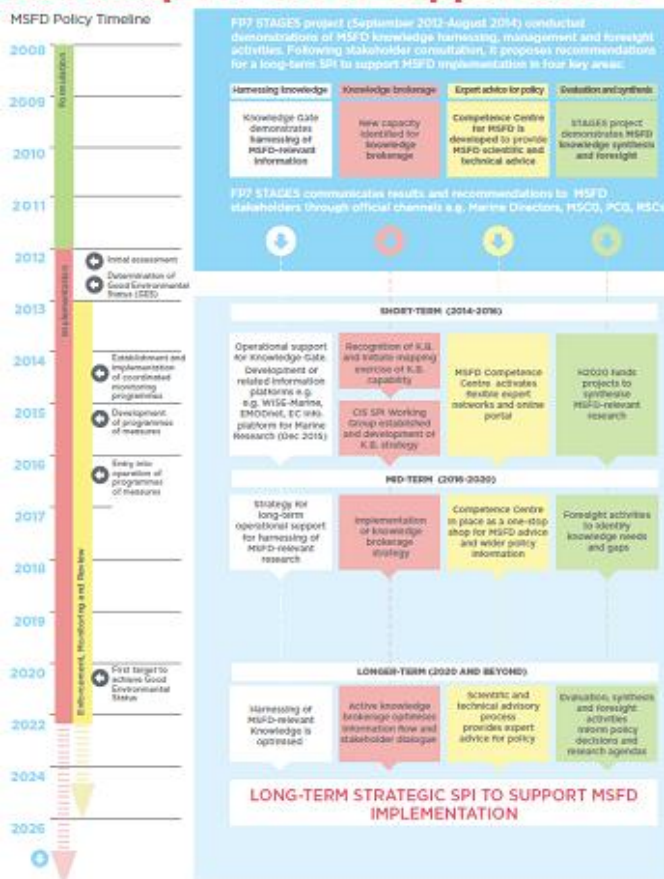 MSFD Policy Timeline
2008
2009
2010
2011
2012
2013
2014
2015
2016
2017
2018
2019
2020
2022
2024
2026
Formulation
Implementation
Enforcement, Monitoring and Review
Initial assessment
Determination of
Good Environmental
Status (GES)
Establishment and
implementation
of coordinated
monitoring
programmes
Development
of programmes
of measures
Entry into
operation of
programmes
of measures
First target to
achieve Good
Environmental
Status
FP7 STAGES project (September 2012-August 2014) conducted
demonstrations of MSFD knowledge harnessing, management and foresight
activities. Following stakeholder consultation, it proposes recommendations
for a long-term SPI to support MSFD implementation in four key areas:
Harnessing knowledge
Knowledge brokerage
Expert advice for policy
Evaluation and synthesis
Knowledge Gate
demonstrates
harnessing of
MSFD-relevant
information
New capacity
identified for
knowledge
brokerage
Competence Centre
for MSFD is
developed to provide
MSFD scientific and
technical advice
STAGES project
demonstrates MSFD
knowledge synthesis
and foresight
FP7 STAGES communicates results and recommendations to MSFD
stakeholders through official channels e.g. Marine Directors, MSCG, PCG, RSCs
SHORT-TERM (2014-2016)
Operational support
for Knowledge Gate.
Development or
related information
platforms e.g.
e.g. WISE-Marine,
EMODnet, EC Info.
platform for Marine
Research (Dec 2015)
Recognition of K.B.
and initiate mapping
exercise of K.B.
capability
CIS SPI Working
Group established
and development of
K.B. strategy
MSFD Competence
Centre activates
flexible expert
networks and online
portal
H2020 funds
projects to
synthesise
MSFD-relevant
research
MID-TERM (2016-2020)
Strategy for
long-term
operational support
for harnessing of
MSFD-relevant
research
Implementation
of knowledge
brokerage
strategy
Competence Centre
in place as a one-stop
shop for MSFD advice
and wider policy
information
Foresight activities
to identify
knowledge needs
and gaps
LONGER-TERM (2020 AND BEYOND)
Harnessing of
MSFD-relevant
Knowledge is
optimised
Active knowledge
brokerage optimises
information flow and
stakeholder dialogue
Scientific and
technical advisory
process
provides expert
advice for policy
Evaluation, synthesis
and foresight
activities
inform policy
decisions and
research agendas
LONG-TERM STRATEGIC SPI TO SUPPORT MSFD
IMPLEMENTATION